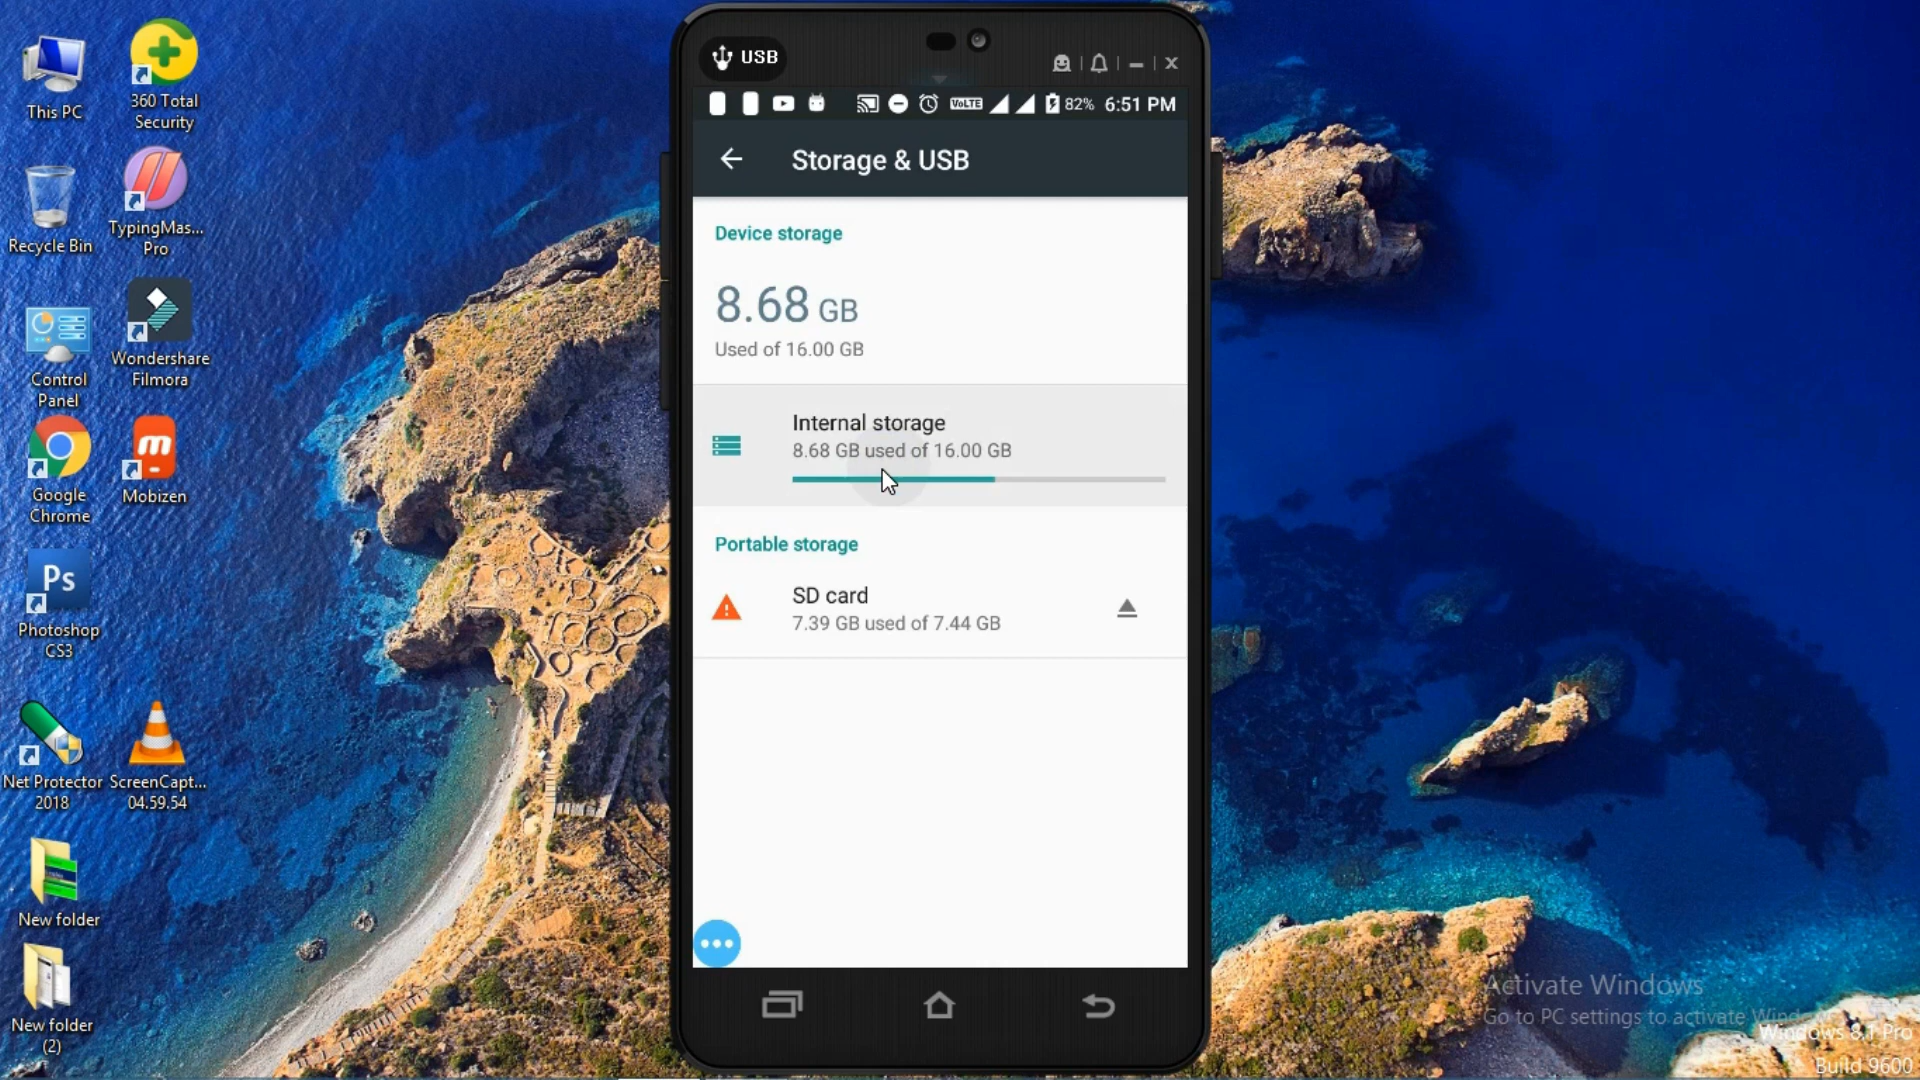 This PC
360 Total
Security
Recycle Bin
TypingMas...
Pro
Control
Panel
Wondershare
Filmora
Google
Chrome
m
Mobizen
Ps
Photoshop
CS3
Net Protector
2018
ScreenCapt...
04.59.54
New folder
New folder
(2)
USB
VoLTE
82%
6:51 PM
Storage & USB
Device storage
8.68 GB
Used of 16.00 GB
Internal storage
8.68 GB used of 16.00 GB
Portable storage
SD card
7.39 GB used of 7.44 GB
Activate Windows
Go to PC settings to activate
Windows 8.1 Pro
Build 9600